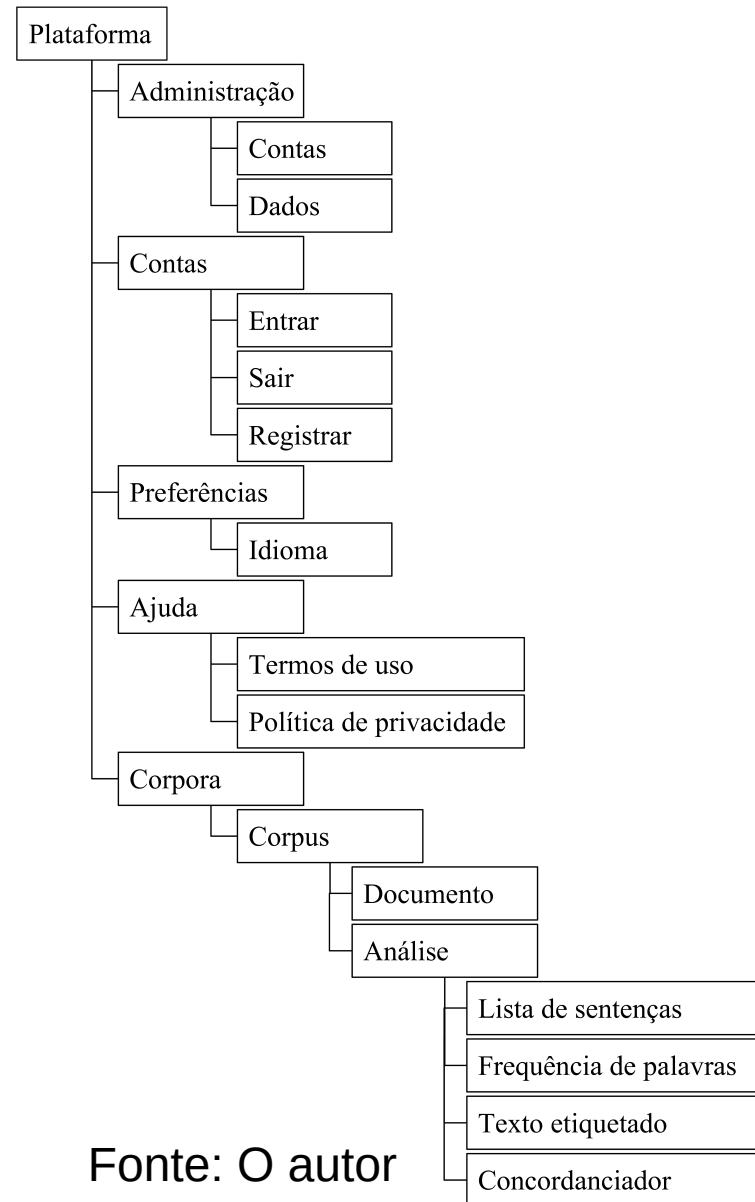 Plataforma
Administração
Contas
Dados
Contas
Entrar
Sair
Registrar
Preferências
Idioma
Ajuda
Termos de uso
Política de privacidade
Corpora
Corpus
Documento
Análise
Lista de sentenças
Frequência de palavras
Texto etiquetado
Concordanciador
Fonte: O autor